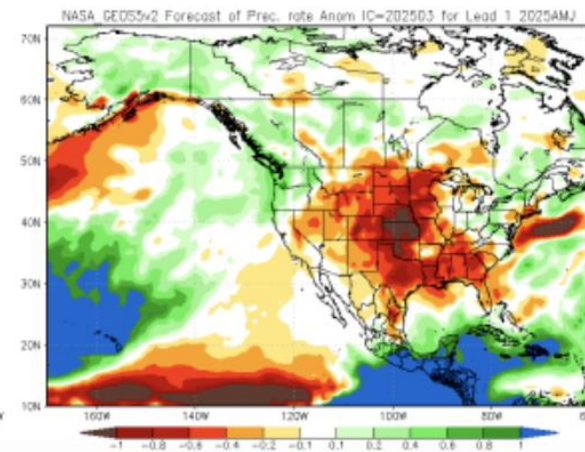 NASA_GEOS5v2 Forecast of Prec. rate Anom IC=202503 for Lead 1 2025AMJ
70N
60N
50N
40N
30N
20N
10N
160W 140W 120W 100W 80W
-1 -0.8 -0.6 -0.4 -0.2 -0.1 0.1 0.2 0.4 0.6 0.8 1